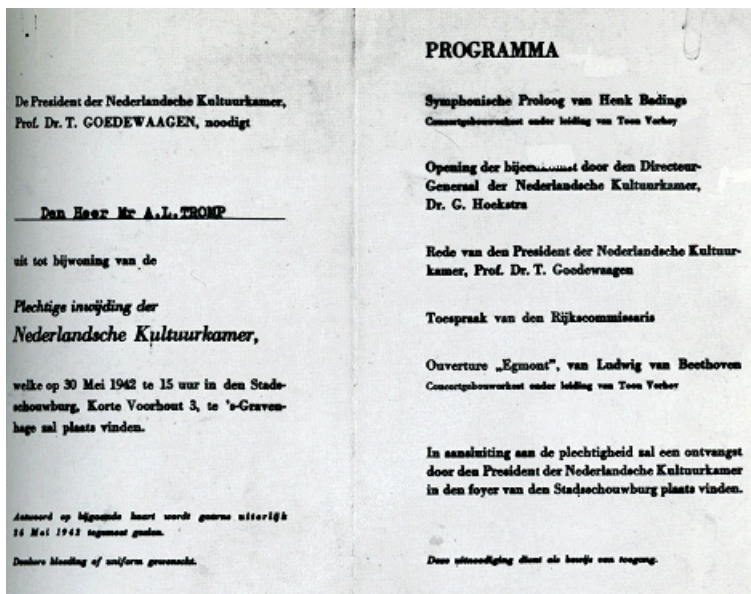 De President der Nederlandsche Kultuurkamer,
Prof. Dr. T. GOEDEWAAGEN, noodigt
Den Heer Mr A.L. TROMP
uit tot bijwoning van de
Plechtige inwijding der
Nederlandsche Kultuurkamer,
welke op 30 Mei 1942 te 15 uur in den Stads-
schouwburg, Korte Voorhout 3, te 's-Graven-
hage zal plaats vinden.
Antwoord op bijgaande kaart wordt gaarne uiterlijk
26 Mei 1942 tegemoet gezien.
Donkere kleeding of uniform gewenscht.
PROGRAMMA
Symphonische Proloog van Henk Badings
Concertgebouworkest onder leiding van Toon Verhey
Opening der bijeenkomst door den Directeur-
Generaal der Nederlandsche Kultuurkamer,
Dr. G. Hoekstra
Rede van den President der Nederlandsche Kultuur-
kamer, Prof. Dr. T. Goedewaagen
Toespraak van den Rijkscommissaris
Ouverture „Egmont”, van Ludwig van Beethoven
Concertgebouworkest onder leiding van Toon Verhey
In aansluiting aan de plechtigheid zal een ontvangst
door den President der Nederlandsche Kultuurkamer
in den foyer van den Stadsschouwburg plaats vinden.
Deze uitnoodiging dient als bewijs van toegang.